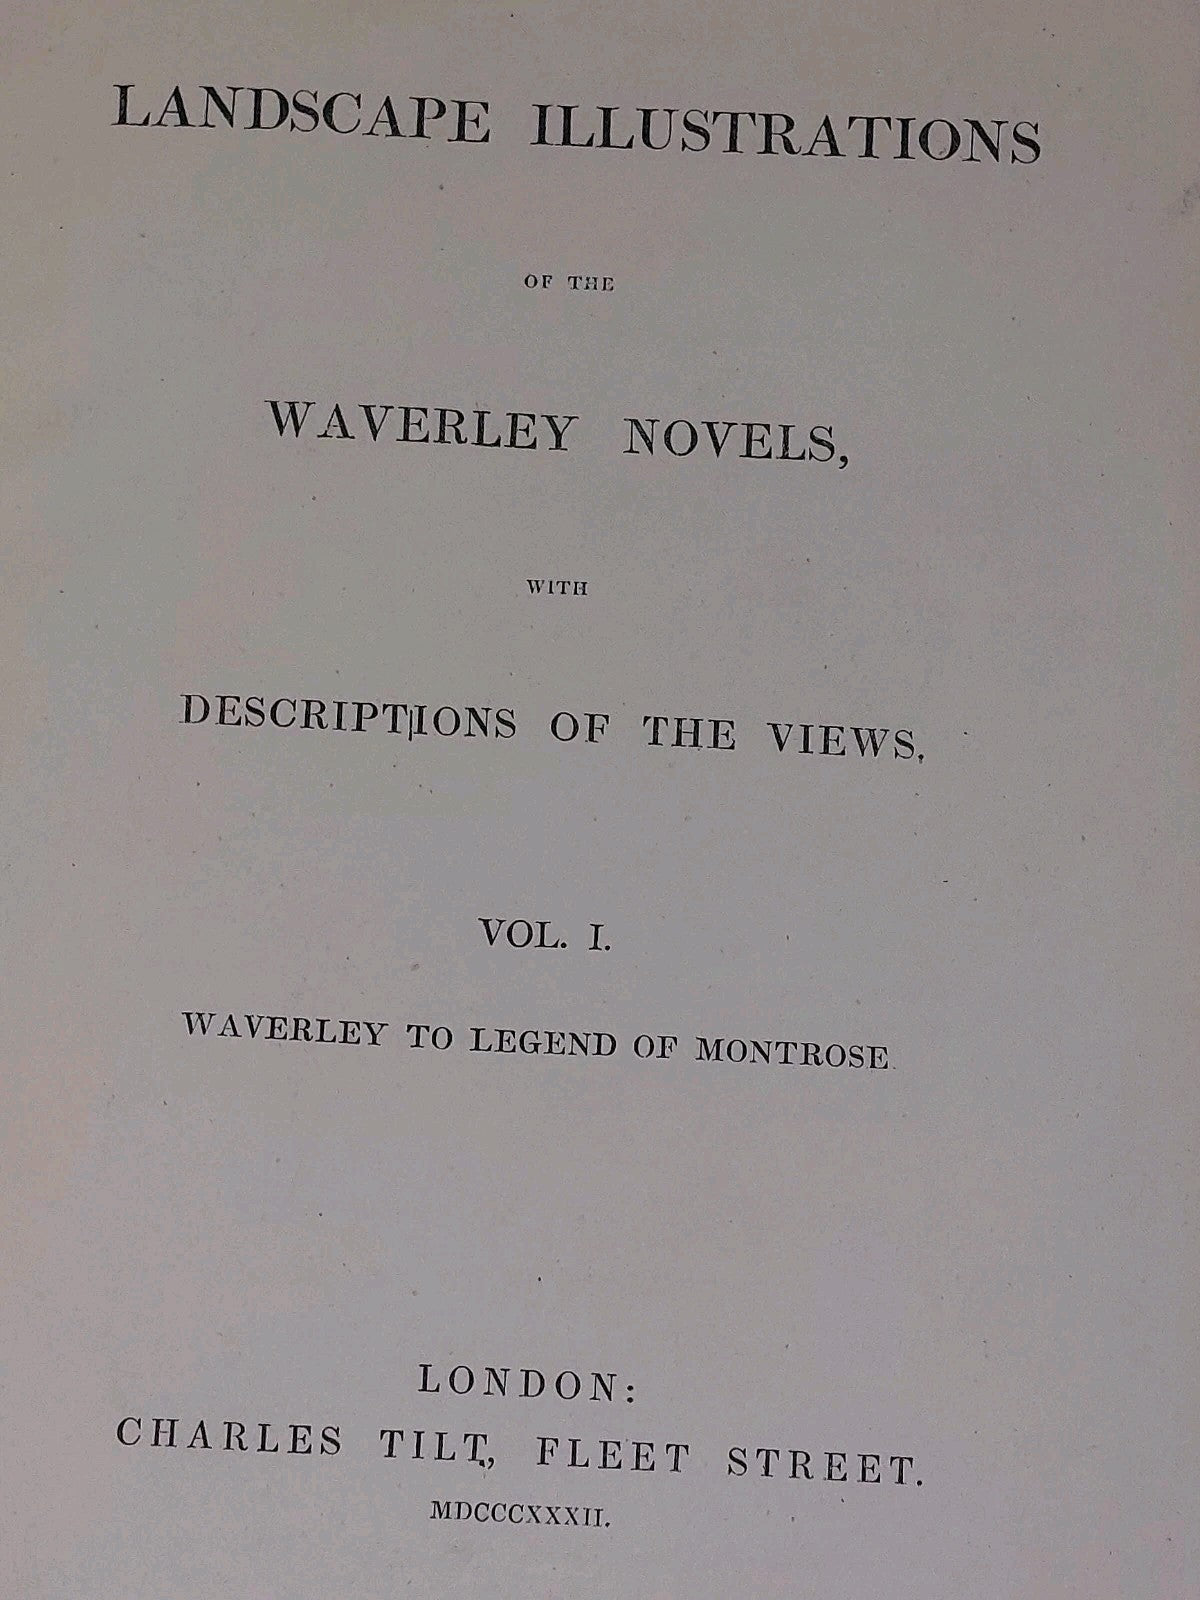 LANDSCAPE ILLUSTRATIONS
OF THE
WAVERLEY NOVELS,
WITH
DESCRIPTIONS OF THE VIEWS.
VOL. I.
WAVERLEY TO LEGEND OF MONTROSE.
LONDON:
CHARLES TILT, FLEET STREET.
MDCCCXXXII.